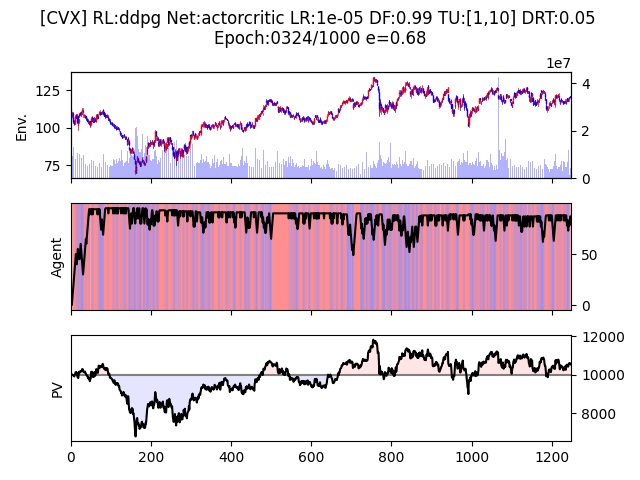 [CVX] RL:ddpg Net:actorcritic LR:1e-05 DF:0.99 TU:[1,10] DRT:0.05
Epoch:0324/1000 e=0.68
1e7
125
100
75
Env.
4
2
0
Agent
50
0
PV
12000
10000
8000
0 200 400 600 800 1000 1200